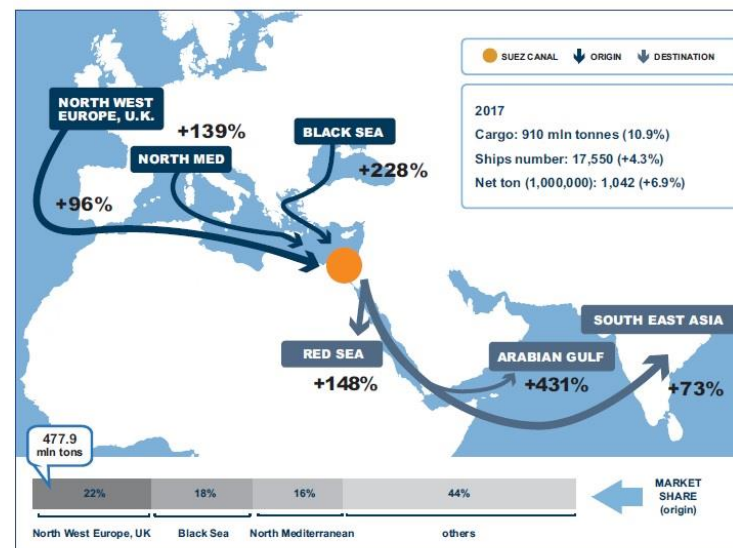 SUEZ CANAL
ORIGIN
DESTINATION
2017
Cargo: 910 mln tonnes (10.9%)
Ships number: 17,550 (+4.3%)
Net ton (1,000,000): 1,042 (+6.9%)
NORTH WEST
EUROPE, U.K.
+139%
NORTH MED
BLACK SEA
+228%
+96%
SOUTH EAST ASIA
RED SEA
+148%
ARABIAN GULF
+431%
+73%
477.9
mln tons
22%
18%
16%
44%
MARKET
SHARE
(origin)
North West Europe, UK
Black Sea
North Mediterranean
others